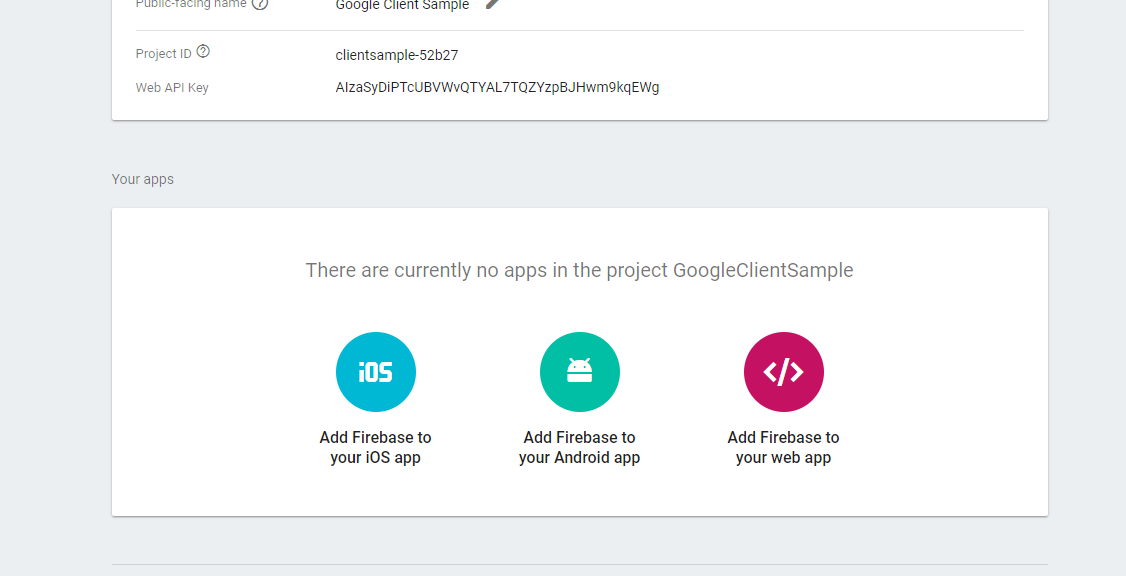 Public-facing name ? Google Client Sample
Project ID ? clientsample-52b27
Web API Key AIzaSyDiPTcUBVWvQTYAL7TQZYzpBJHwm9kqEWg
Your apps
There are currently no apps in the project GoogleClientSample
iOS </>
Add Firebase to your iOS app
Add Firebase to your Android app
Add Firebase to your web app